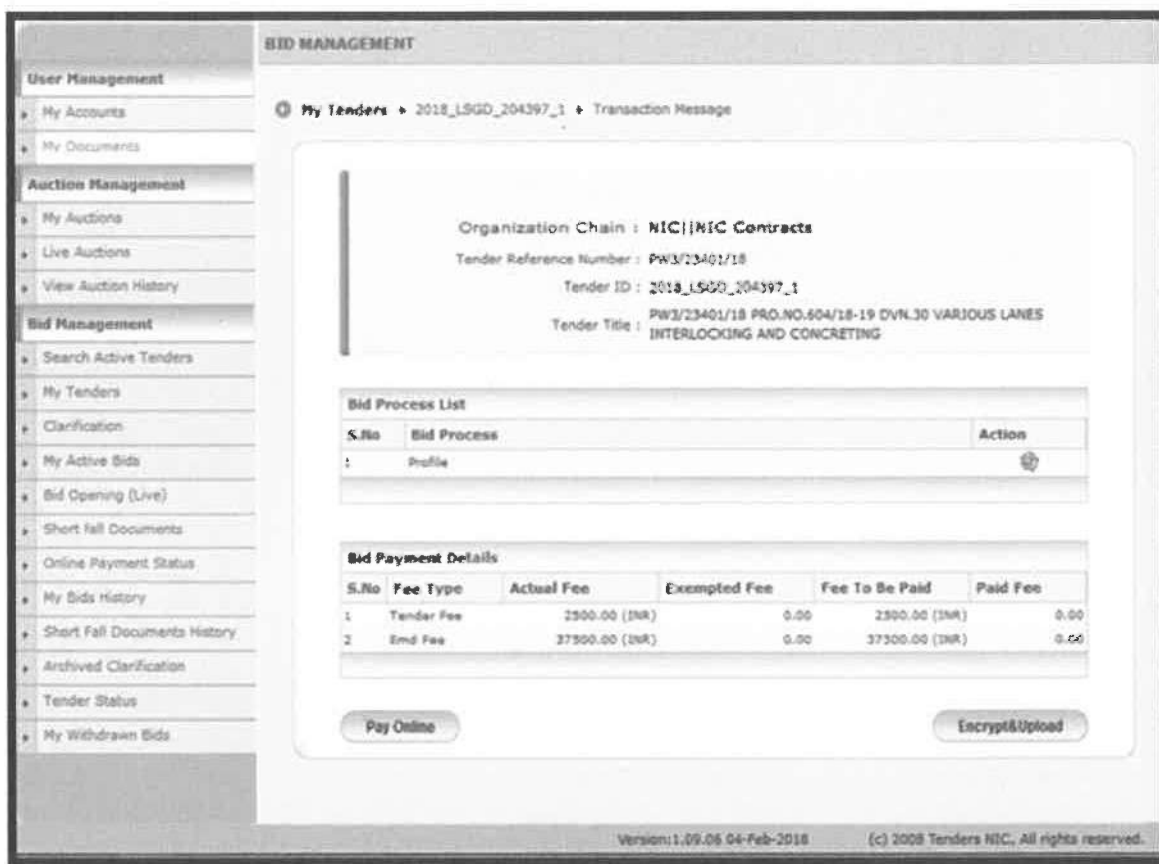 BID MANAGEMENT
User Management
My Accounts
My Documents
Auction Management
My Auctions
Live Auctions
View Auction History
Bid Management
Search Active Tenders
My Tenders
Clarification
My Active Bids
Bid Opening (Live)
Short Fall Documents
Online Payment Status
My Bids History
Short Fall Documents History
Archived Clarification
Tender Status
My Withdrawn Bids
My Tenders 2018_LSGD_204397_1 Transaction Message
Organization Chain : NIC||NIC Contracts
Tender Reference Number : PW3/23401/18
Tender ID : 2018_LSGD_204397_1
Tender Title : PW3/23401/18 PRO.NO.604/18-19 DVN.30 VARIOUS LANES
INTERLOCKING AND CONCRETING
Bid Process List
S.No Bid Process Action
1 Profile
Bid Payment Details
S.No Fee Type Actual Fee Exempted Fee Fee To Be Paid Paid Fee
1 Tender Fee 2500.00 (INR) 0.00 2500.00 (INR) 0.00
2 Emd Fee 37500.00 (INR) 0.00 37500.00 (INR) 0.00
Pay Online Encrypt&Upload
Version:1.09.06 04-Feb-2018 (c) 2008 Tenders NIC, All rights reserved.